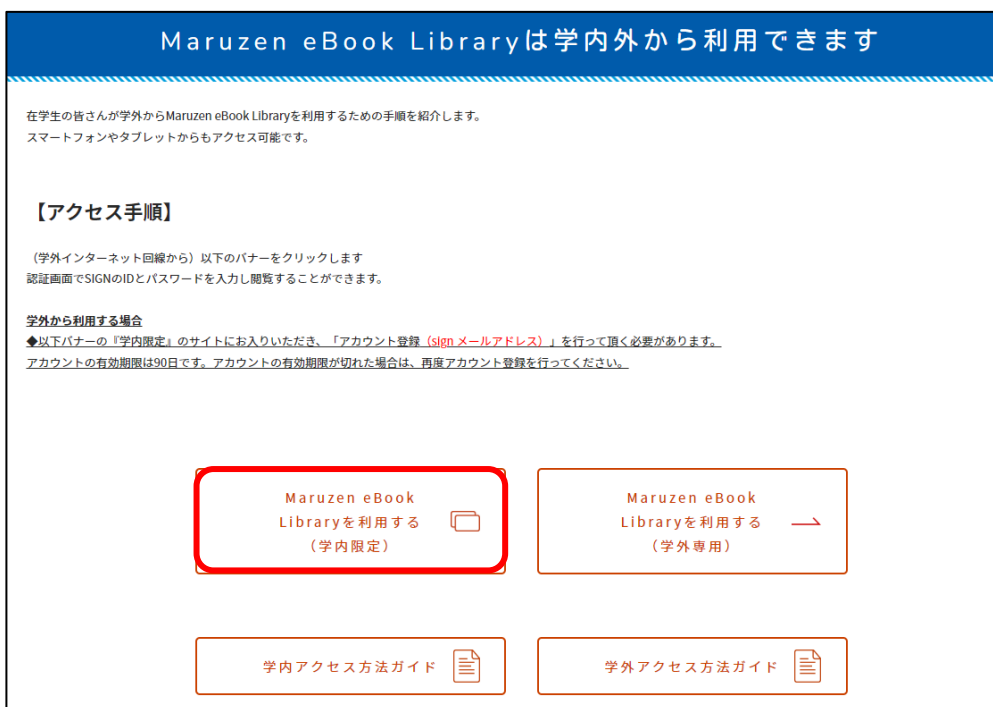 Maruzen eBook Libraryは学内外から利用できます
在学生の皆さんが学外からMaruzen eBook Libraryを利用するための手順を紹介します。
スマートフォンやタブレットからもアクセス可能です。
【アクセス手順】
（学外インターネット回線から）以下のバナーをクリックします
認証画面でSIGNのIDとパスワードを入力し閲覧することができます。
学外から利用する場合
◆以下バナーの『学内限定』のサイトにお入りいただき、「アカウント登録（sign メールアドレス）」を行って頂く必要があります。
アカウントの有効期限は90日です。アカウントの有効期限が切れた場合は、再度アカウント登録を行ってください。
Maruzen eBook
Libraryを利用する
（学内限定）
Maruzen eBook
Libraryを利用する
（学外専用）
学内アクセス方法ガイド
学外アクセス方法ガイド